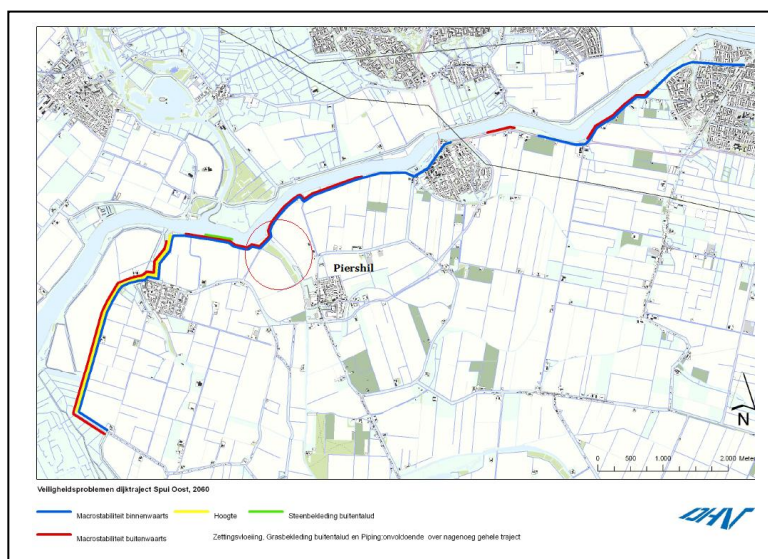 Piershil
N
0 500 1.000 2.000 Meter
Veiligheidsproblemen dijktraject Spui Oost, 2060
Macrostabiliteit binnenwaarts Hoogte Steenbekleding buitentalud
Macrostabiliteit buitenwaarts Zettingsvloeiing, Grasbekleding buitentalud en Piping:onvoldoende over nagenoeg gehele traject
DHV